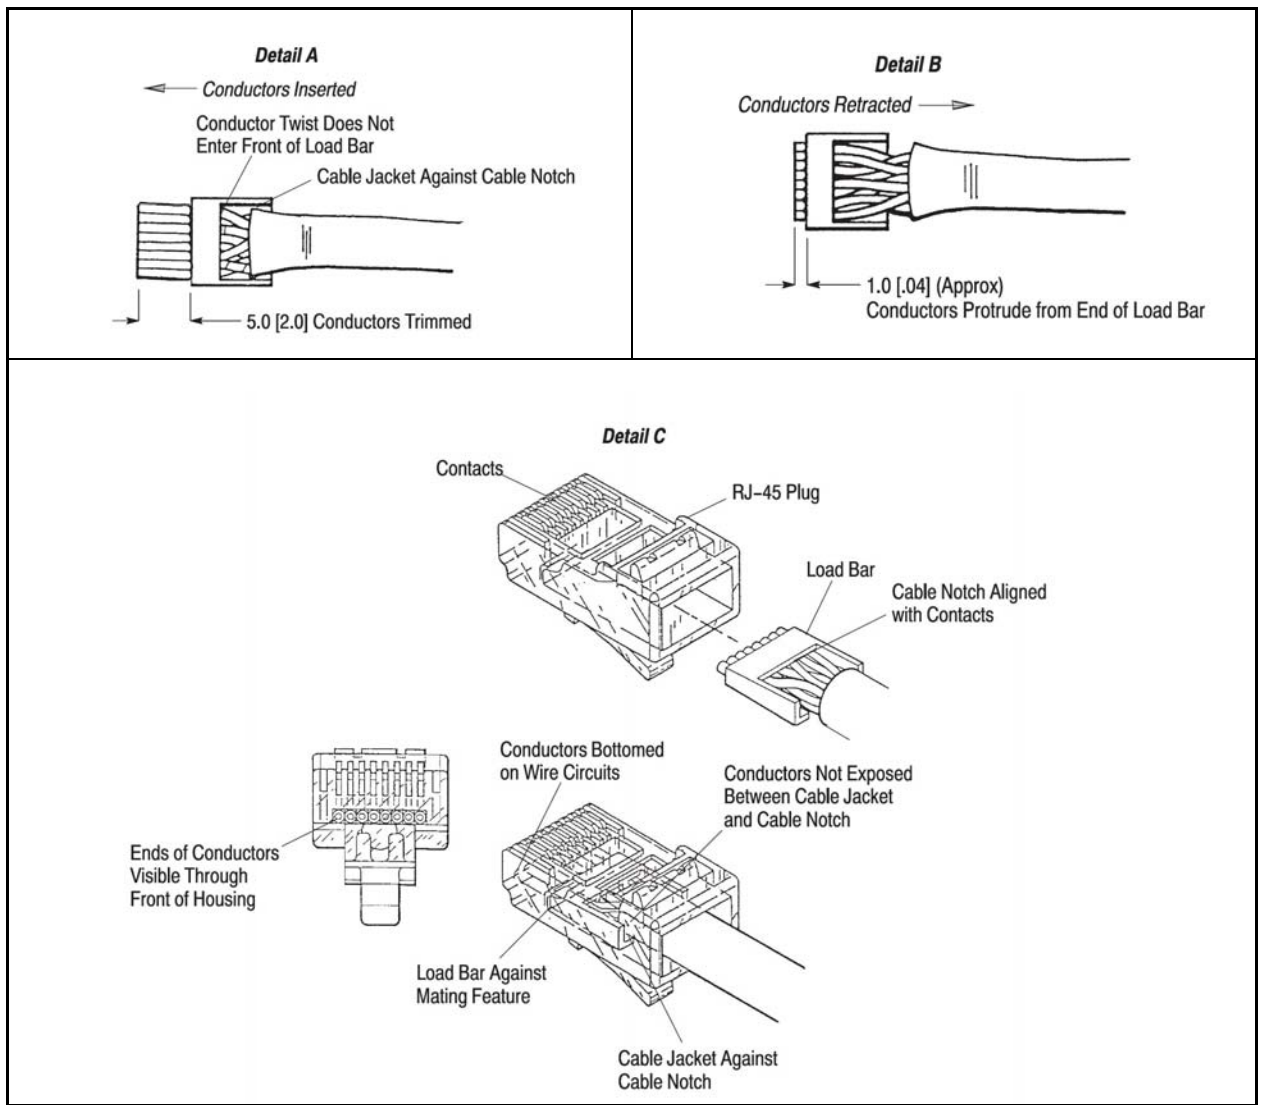 Detail A
Conductors Inserted
Conductor Twist Does Not
Enter Front of Load Bar
Cable Jacket Against Cable Notch
5.0 [2.0] Conductors Trimmed
Detail B
Conductors Retracted
1.0 [.04] (Approx)
Conductors Protrude from End of Load Bar
Detail C
Contacts
RJ-45 Plug
Load Bar
Cable Notch Aligned
with Contacts
Conductors Bottomed
on Wire Circuits
Conductors Not Exposed
Between Cable Jacket
and Cable Notch
Ends of Conductors
Visible Through
Front of Housing
Load Bar Against
Mating Feature
Cable Jacket Against
Cable Notch